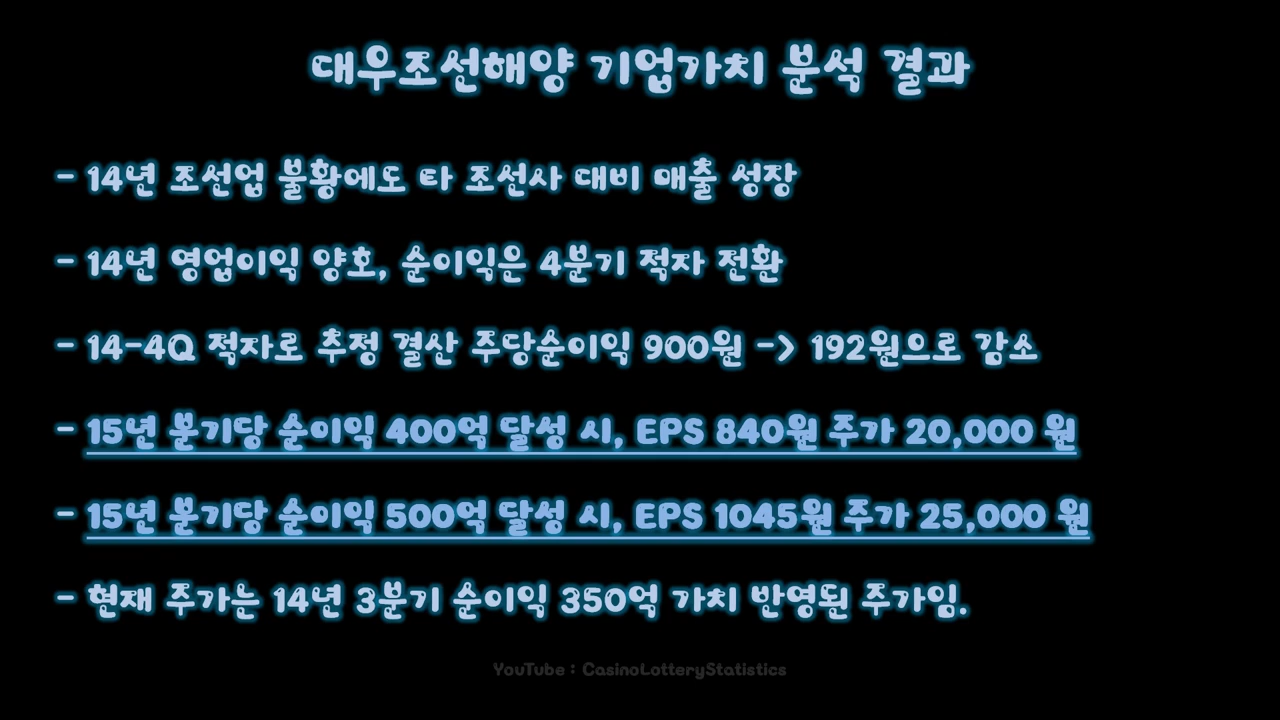 대우조선해양 기업가치 분석 결과
- 14년 조선업 불황에도 타 조선사 대비 매출 성장
- 14년 영업이익 양호, 순이익은 4분기 적자 전환
- 14-4Q 적자로 추정 결산 주당순이익 900원 -> 192원으로 감소
- 15년 분기당 순이익 400억 달성 시, EPS 840원 주가 20,000 원
- 15년 분기당 순이익 500억 달성 시, EPS 1045원 주가 25,000 원
- 현재 주가는 14년 3분기 순이익 350억 가치 반영된 주가임.
YouTube : CasinoLotteryStatistics